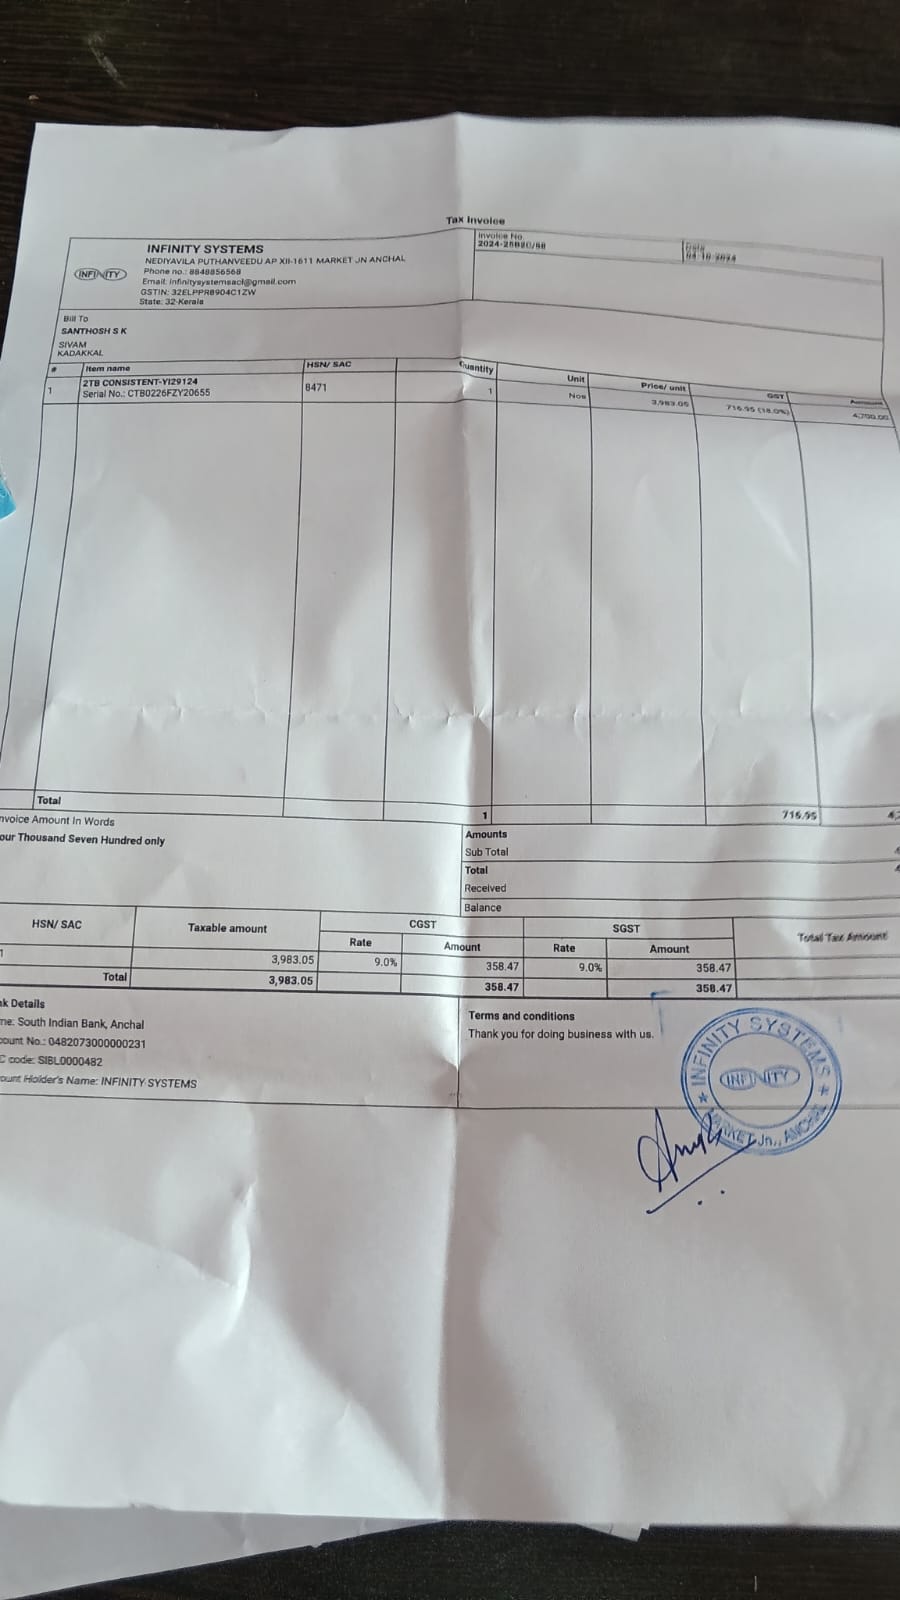 Tax Invoice
INFINITY
INFINITY SYSTEMS
NEDIYAVILA PUTHANVEEDU AP XII-1611 MARKET JN ANCHAL
Phone no.: 8848856568
Email: infinitysystemsacl@gmail.com
GSTIN: 32ELPPR8904C1ZW
State: 32-Kerala
Invoice No.
Date
Bill To
SANTHOSH S K
SIVAM
KADAKKAL
# Item name HSN/ SAC Quantity Unit Price/ unit GST Amount
1 2TB CONSISTENT-YI29124 8471 1 Nos 3,983.05 716.95 (18.0%) 4,700.00
Serial No.: CTB0226FZY20655
Total 1 716.95
nvoice Amount In Words
our Thousand Seven Hundred only
Amounts
Sub Total
Total
Received
Balance
HSN/ SAC Taxable amount CGST SGST Total Tax Amount
Rate Amount Rate Amount
1 3,983.05 9.0% 358.47 9.0% 358.47
Total 3,983.05 358.47 358.47
nk Details
me: South Indian Bank, Anchal
count No.: 0482073000000231
C code: SIBL0000482
ount Holder's Name: INFINITY SYSTEMS
Terms and conditions
Thank you for doing business with us.
INFINITY SYSTEMS
INFINITY
MARKET Jn., ANCHAL